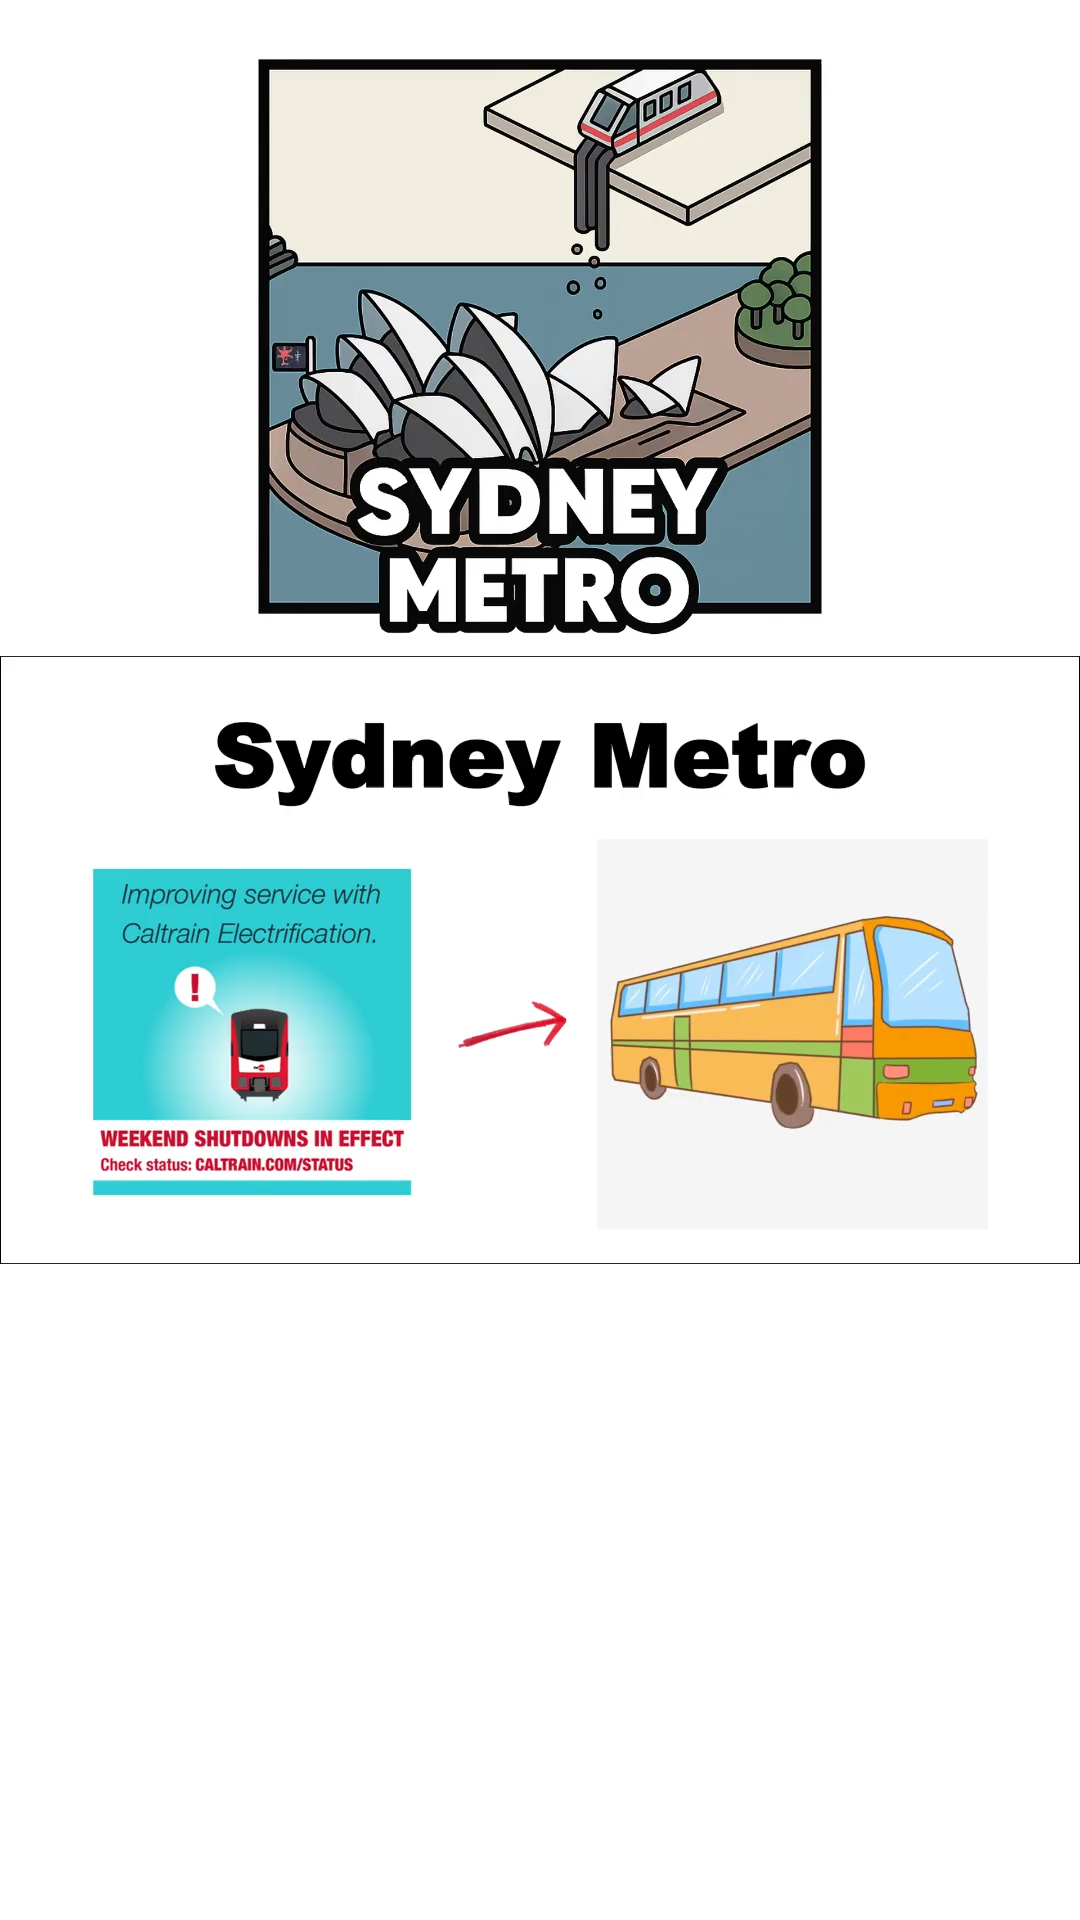 SYDNEY
METRO
Sydney Metro
Improving service with
Caltrain Electrification.
!
WEEKEND SHUTDOWNS IN EFFECT
Check status: CALTRAIN.COM/STATUS